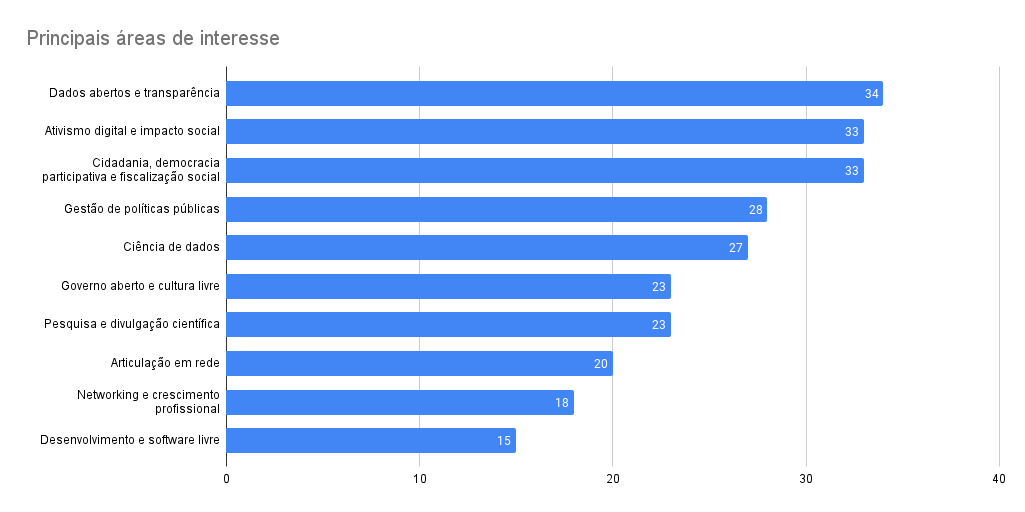 Principais áreas de interesse
Dados abertos e transparência
34
Ativismo digital e impacto social
33
Cidadania, democracia
participativa e fiscalização social
33
Gestão de políticas públicas
28
Ciência de dados
27
Governo aberto e cultura livre
23
Pesquisa e divulgação científica
23
Articulação em rede
20
Networking e crescimento
profissional
18
Desenvolvimento e software livre
15
0 10 20 30 40